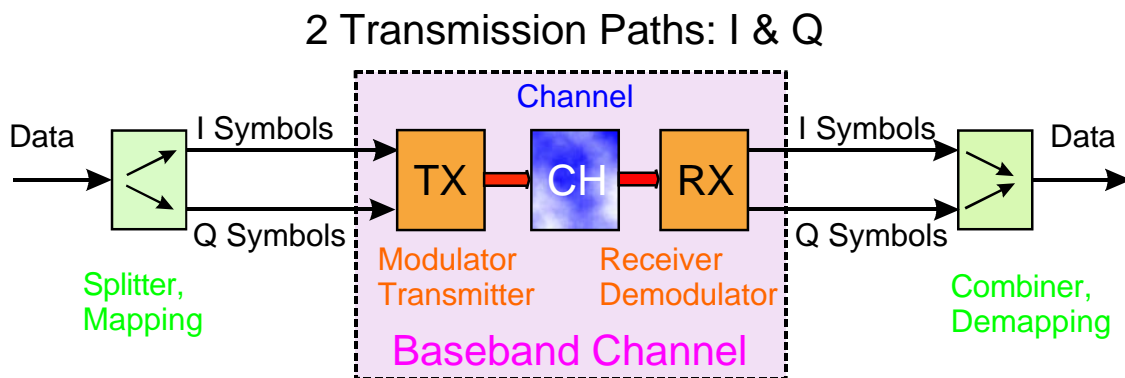 2 Transmission Paths: I & Q
Channel
Data
I Symbols
TX
CH
RX
I Symbols
Data
Q Symbols
Q Symbols
Splitter,
Mapping
Modulator
Transmitter
Receiver
Demodulator
Combiner,
Demapping
Baseband Channel